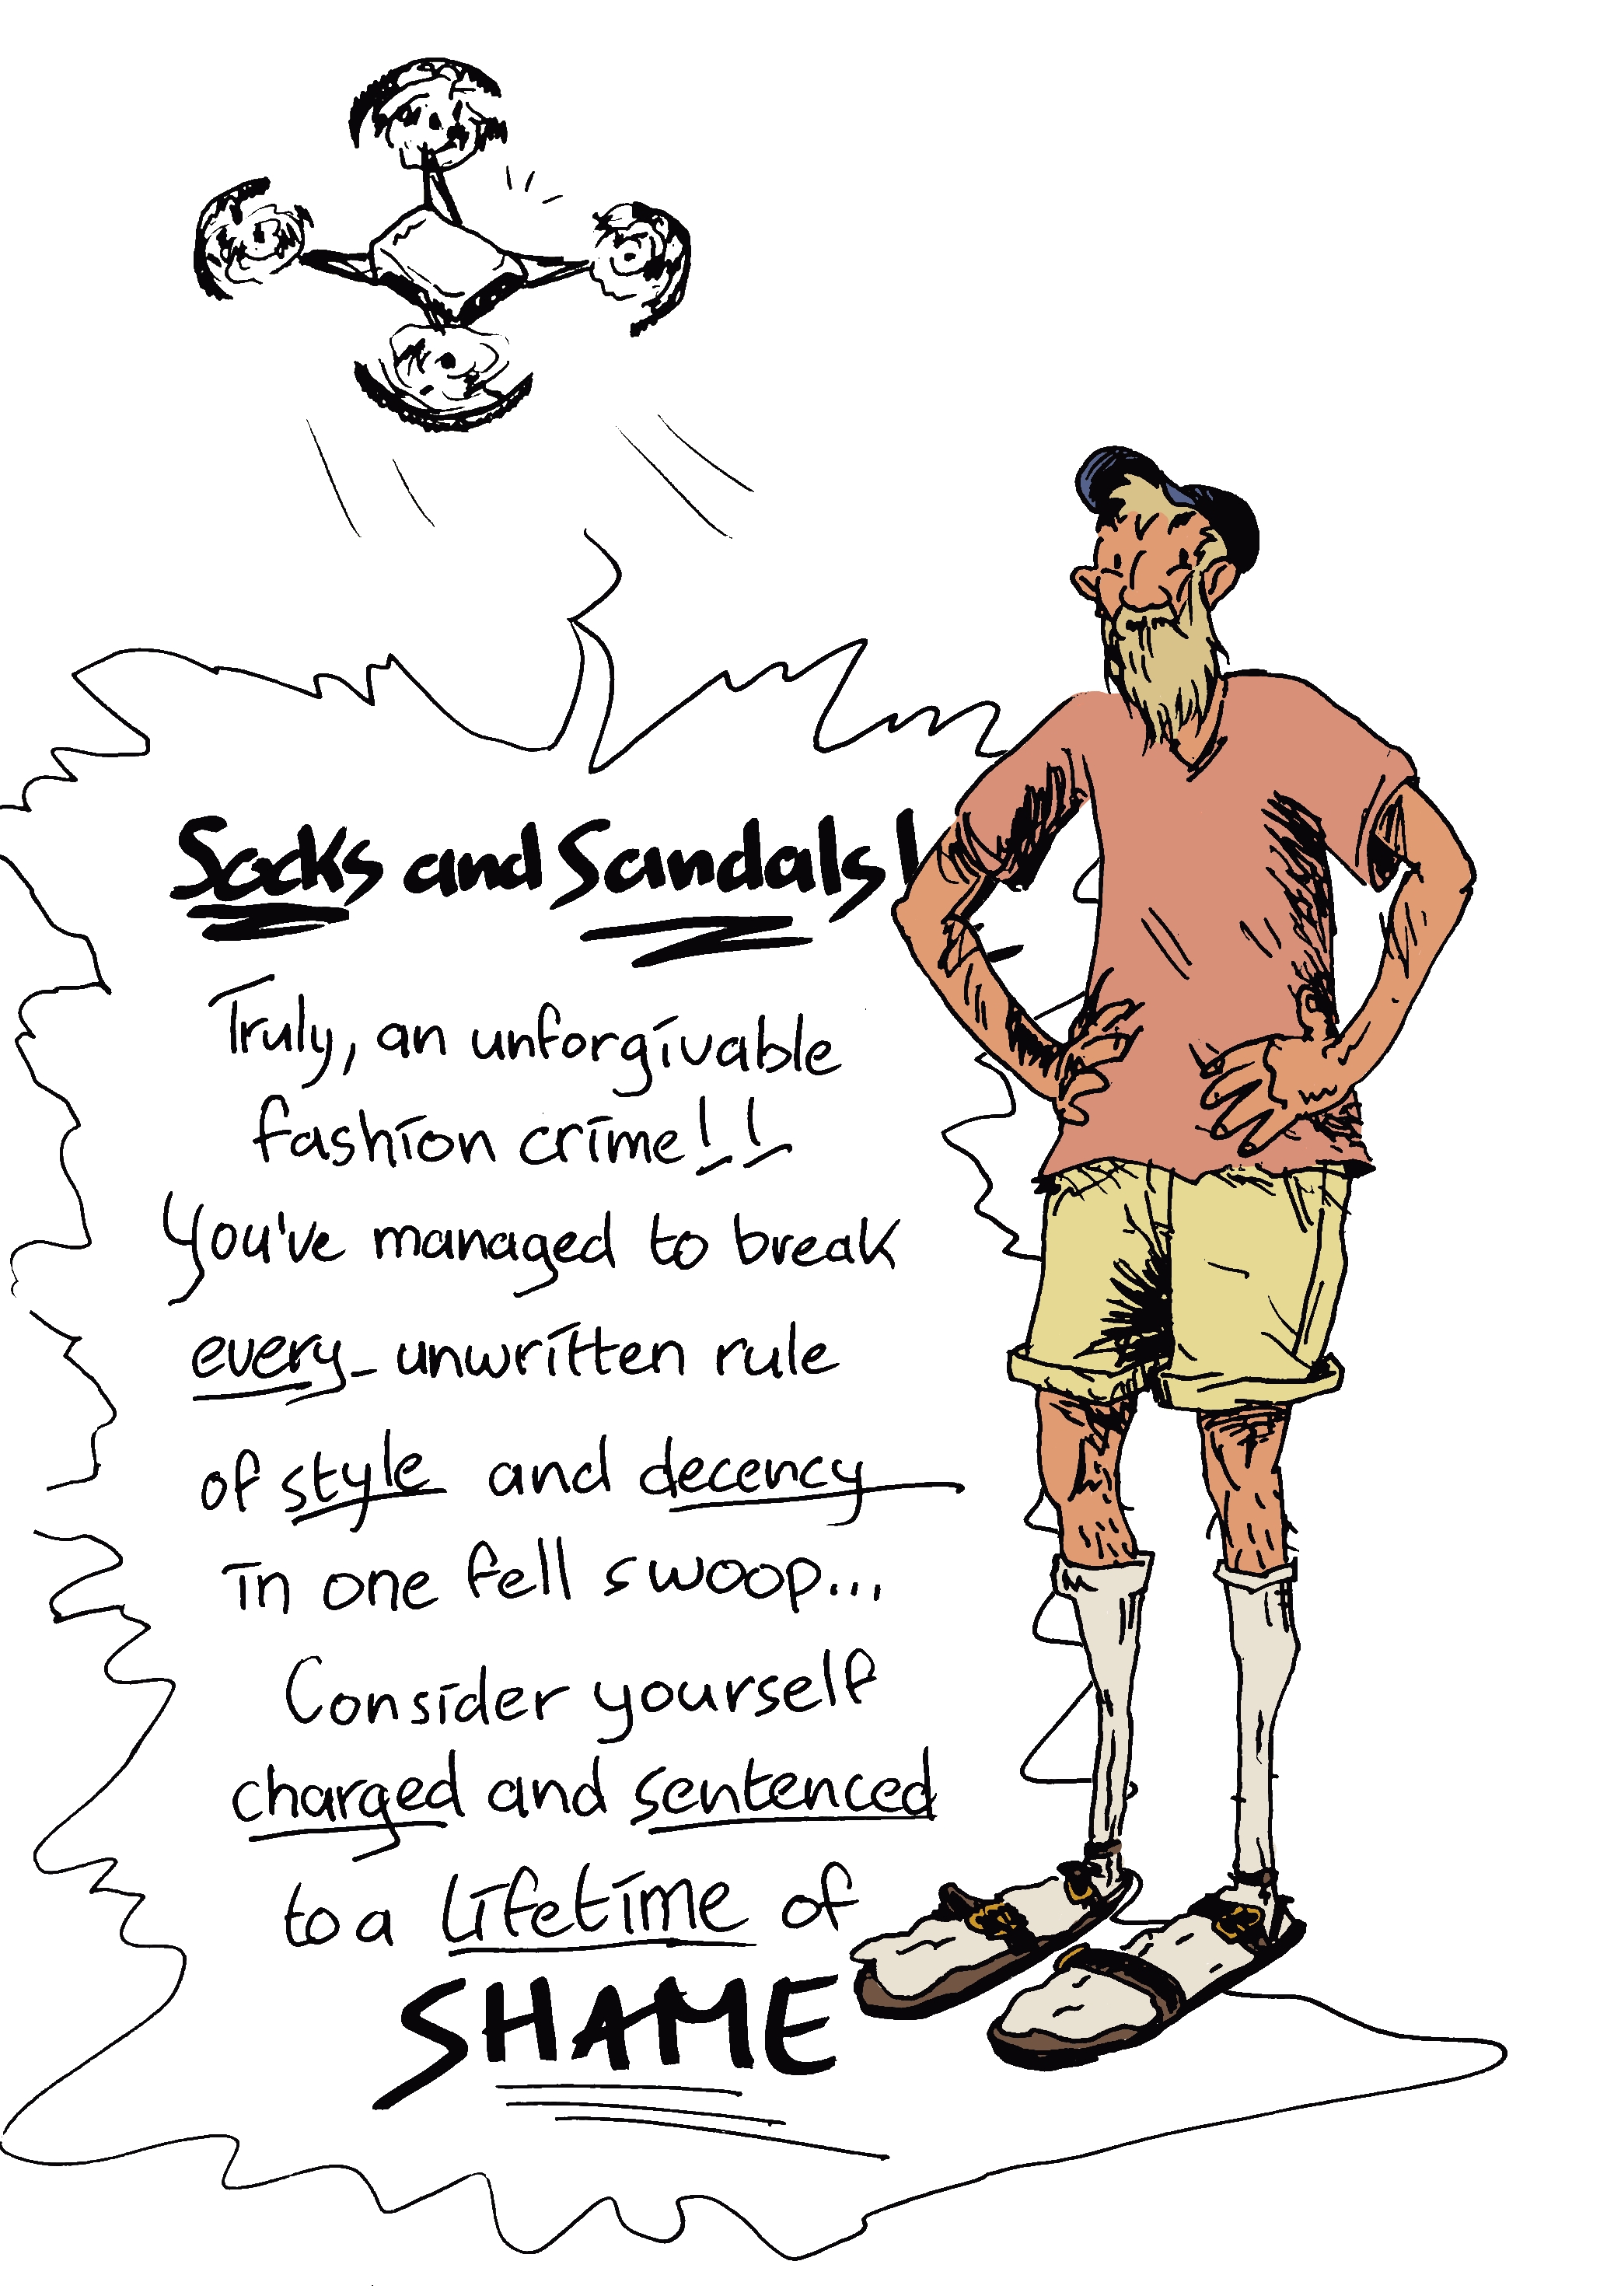 Socks and Sandals!
Truly, an unforgivable
fashion crime!!
You've managed to break
every unwritten rule
of style and decency
in one fell swoop...
Consider yourself
charged and sentenced
to a lifetime of
SHAME